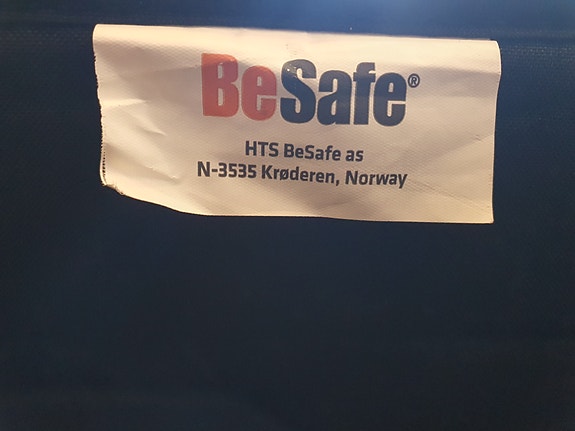 BeSafe®
HTS BeSafe as
N-3535 Krøderen, Norway